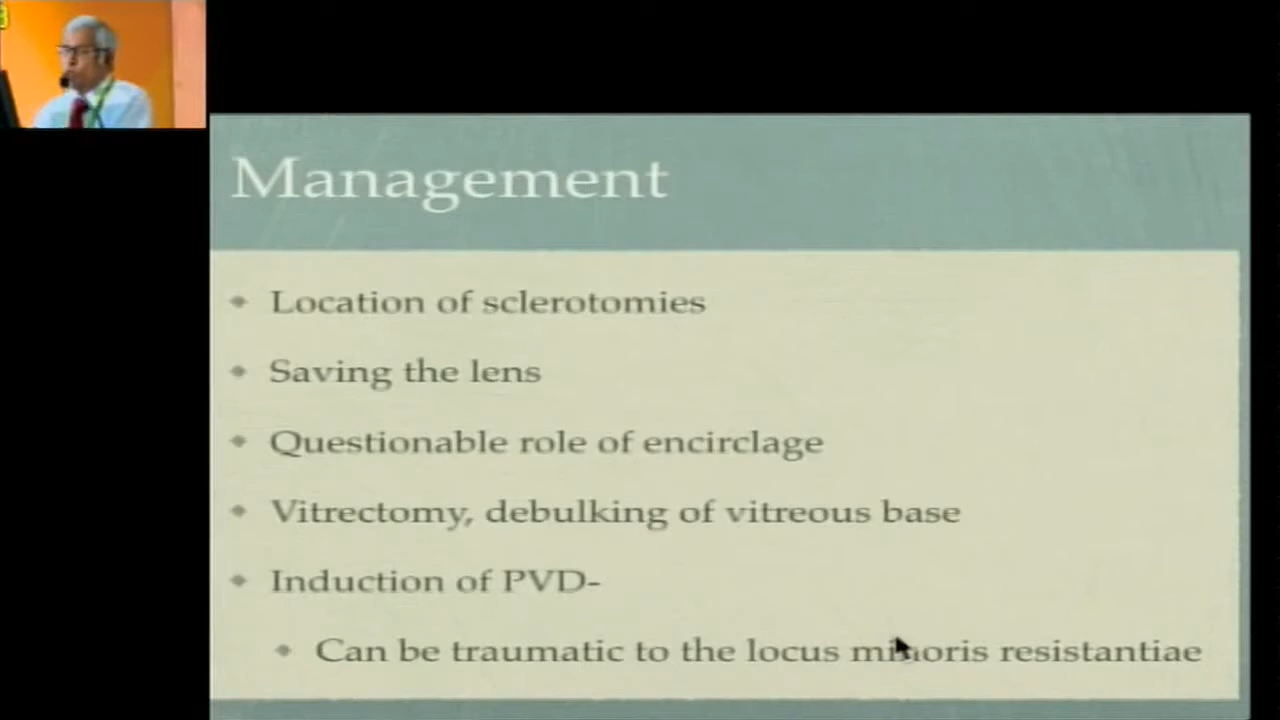 Management
Location of sclerotomies
Saving the lens
Questionable role of encirclage
Vitrectomy, debulking of vitreous base
Induction of PVD-
Can be traumatic to the locus minoris resistantiae